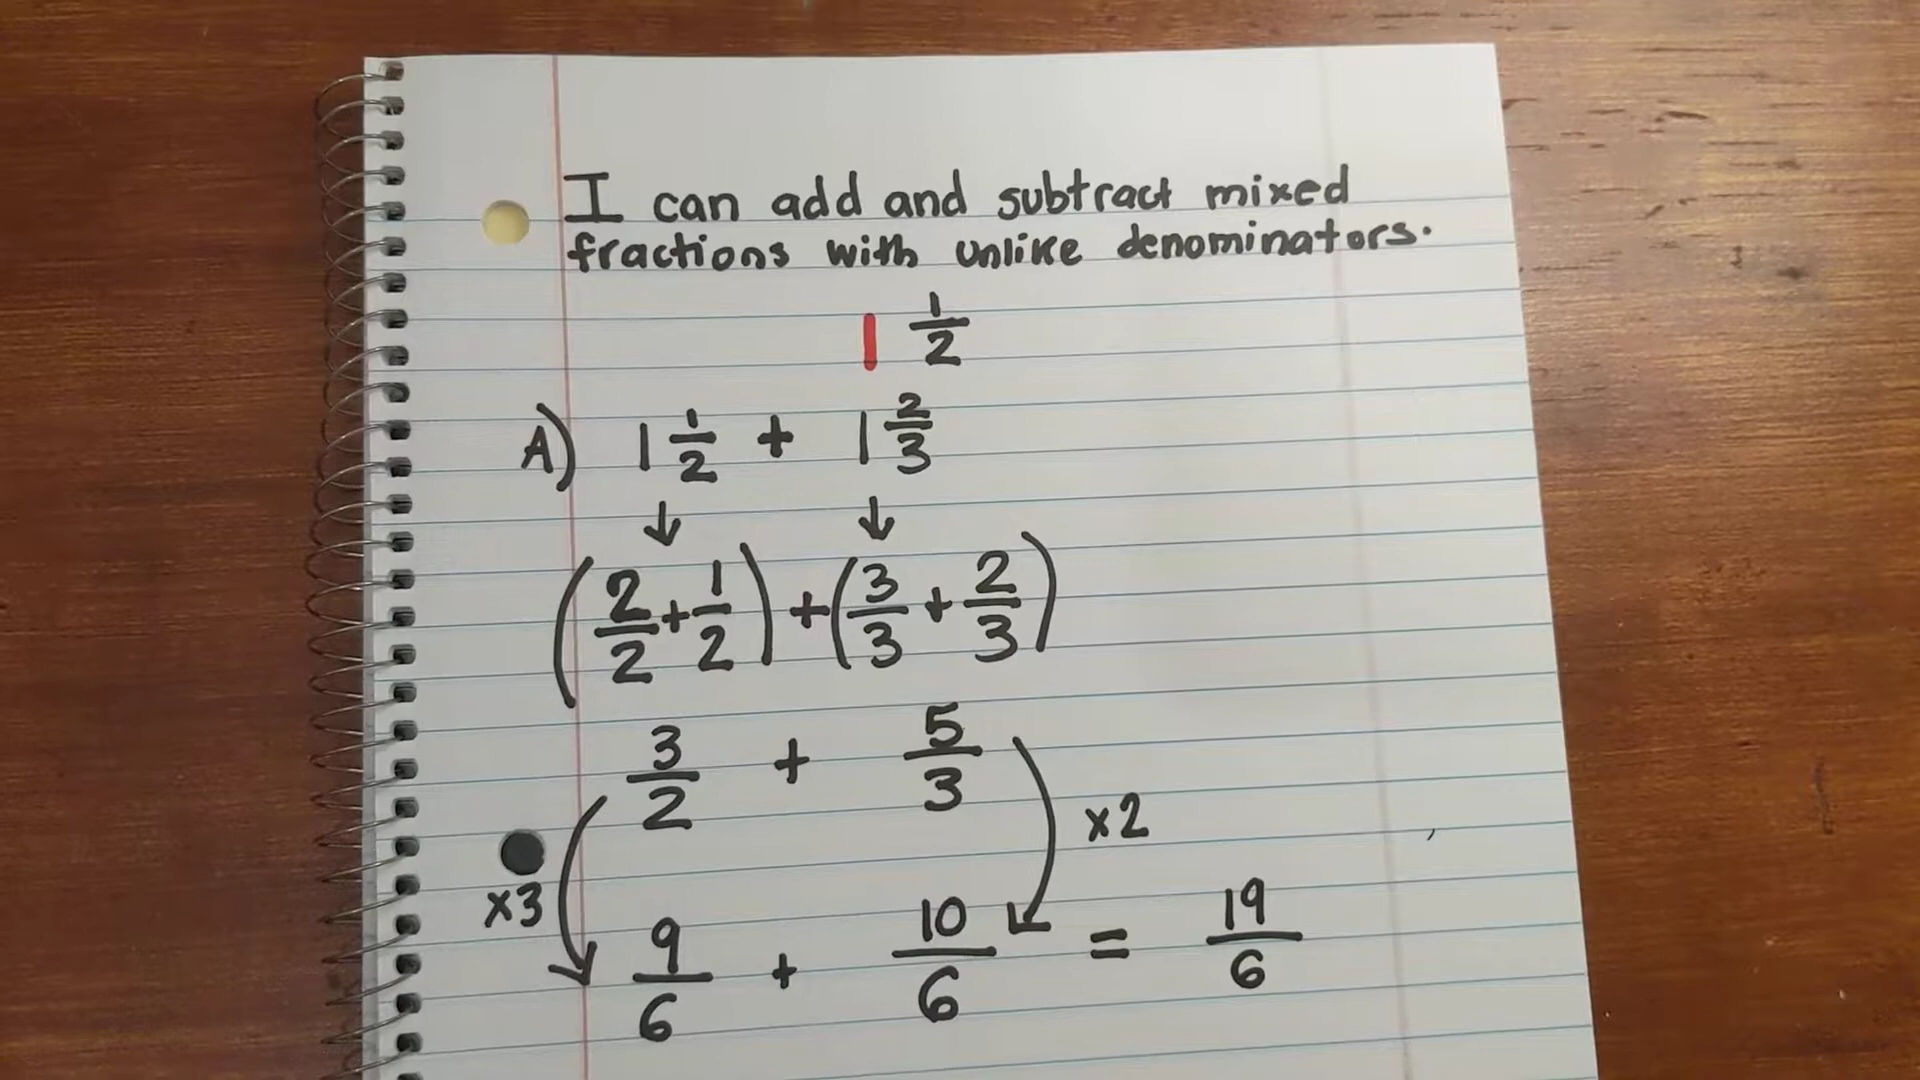 I can add and subtract mixed
fractions with unlike denominators.
1 1/2
A) 1 1/2 + 1 2/3
↓ ↓
(2/2 + 1/2) + (3/3 + 2/3)
3/2 + 5/3
x3 x2
9/6 + 10/6 = 19/6